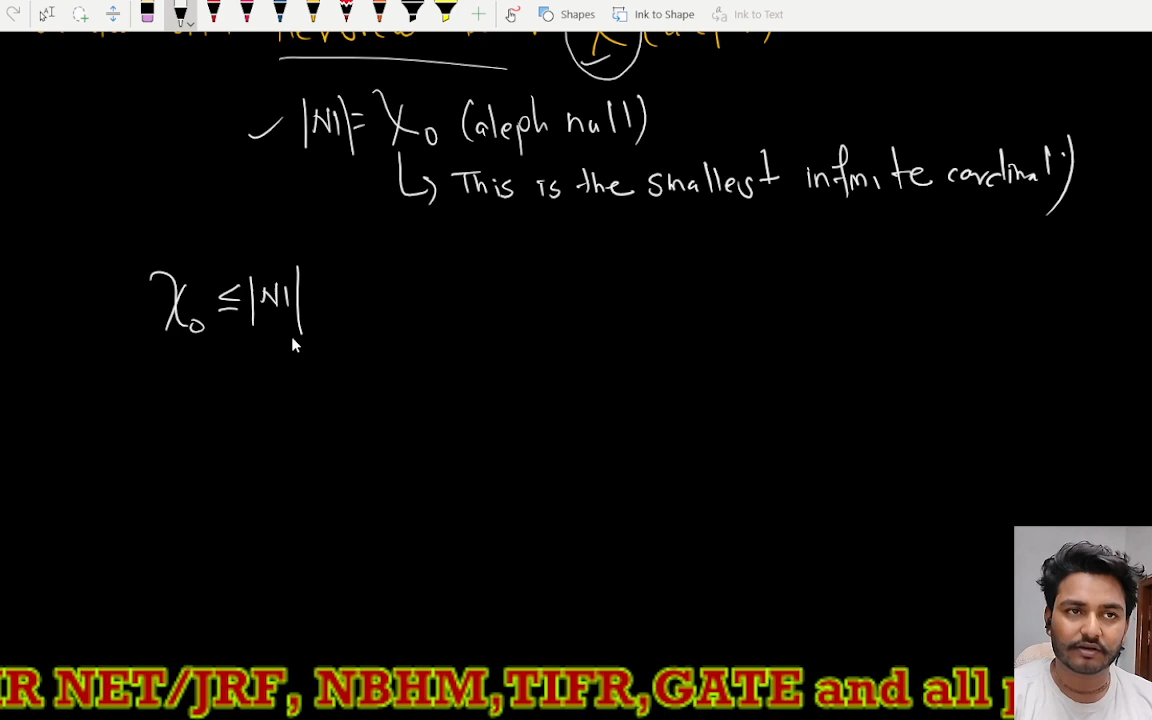 Shapes Ink to Shape Ink to Text
|ℕ| = ℵ₀ (aleph null)
↳ This is the smallest infinite cardinal)
ℵ₀ ≤ |ℕ|
NET/JRF, NBHM,TIFR,GATE and all